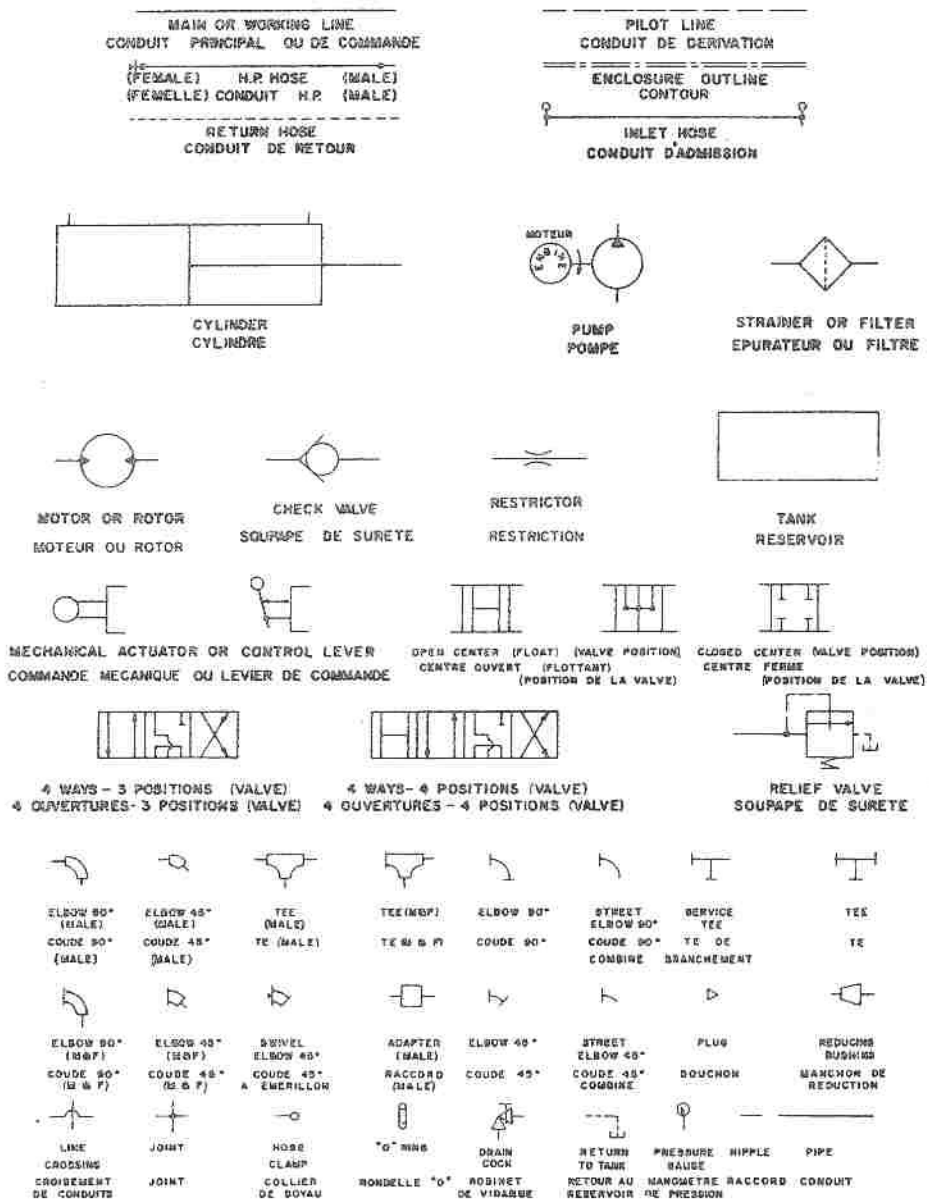 MAIN OR WORKING LINE
CONDUIT PRINCIPAL OU DE COMMANDE
(FEMALE) H.P. HOSE (MALE)
(FEMELLE) CONDUIT H.P. (MALE)
RETURN HOSE
CONDUIT DE RETOUR
PILOT LINE
CONDUIT DE DERIVATION
ENCLOSURE OUTLINE
CONTOUR
INLET HOSE
CONDUIT D'ADMISSION
CYLINDER
CYLINDRE
MOTEUR
ENGINE
PUMP
POMPE
STRAINER OR FILTER
EPURATEUR OU FILTRE
MOTOR OR ROTOR
MOTEUR OU ROTOR
CHECK VALVE
SOUPAPE DE SURETE
RESTRICTOR
RESTRICTION
TANK
RESERVOIR
MECHANICAL ACTUATOR OR CONTROL LEVER
COMMANDE MECANIQUE OU LEVIER DE COMMANDE
OPEN CENTER (FLOAT) (VALVE POSITION)
CENTRE OUVERT (FLOTTANT)
(POSITION DE LA VALVE)
CLOSED CENTER (VALVE POSITION)
CENTRE FERME
(POSITION DE LA VALVE)
4 WAYS - 3 POSITIONS (VALVE)
4 OUVERTURES - 3 POSITIONS (VALVE)
4 WAYS - 4 POSITIONS (VALVE)
4 OUVERTURES - 4 POSITIONS (VALVE)
RELIEF VALVE
SOUPAPE DE SURETE
ELBOW 90°
(MALE)
COUDE 90°
(MALE)
ELBOW 45°
(MALE)
COUDE 45°
(MALE)
TEE
(MALE)
TE (MALE)
TEE (M&F)
TE (M & F)
ELBOW 90°
COUDE 90°
STREET
ELBOW 90°
COUDE 90°
COMBINE
SERVICE
TEE
TE DE
BRANCHEMENT
TEE
TE
ELBOW 90°
(M&F)
COUDE 90°
(M & F)
ELBOW 45°
(M&F)
COUDE 45°
(M & F)
SWIVEL
ELBOW 45°
COUDE 45°
A EMERILLON
ADAPTER
(MALE)
RACCORD
(MALE)
ELBOW 45°
COUDE 45°
STREET
ELBOW 45°
COUDE 45°
COMBINE
PLUG
BOUCHON
REDUCING
BUSHING
MANCHON DE
REDUCTION
LINE
CROSSING
CROISEMENT
DE CONDUITS
JOINT
JOINT
HOSE
CLAMP
COLLIER
DE BOYAU
"O" RING
RONDELLE "O"
DRAIN
COCK
ROBINET
DE VIDANGE
RETURN
TO TANK
RETOUR AU
RESERVOIR
PRESSURE
GAUGE
MANOMETRE
DE PRESSION
NIPPLE
RACCORD
PIPE
CONDUIT